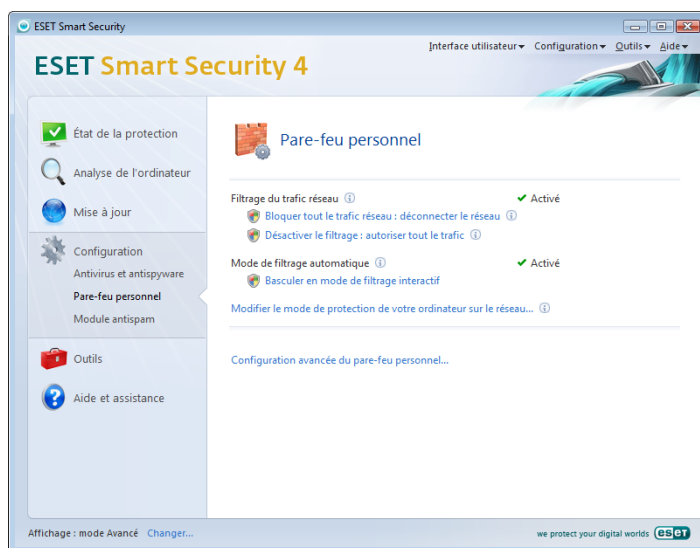 ESET Smart Security
Interface utilisateur Configuration Outils Aide
ESET Smart Security 4
État de la protection
Analyse de l'ordinateur
Mise à jour
Configuration
Antivirus et antispyware
Pare-feu personnel
Module antispam
Outils
Aide et assistance
Pare-feu personnel
Filtrage du trafic réseau Activé
Bloquer tout le trafic réseau : déconnecter le réseau
Désactiver le filtrage : autoriser tout le trafic
Mode de filtrage automatique Activé
Basculer en mode de filtrage interactif
Modifier le mode de protection de votre ordinateur sur le réseau...
Configuration avancée du pare-feu personnel...
Affichage : mode Avancé Changer...
we protect your digital worlds eset